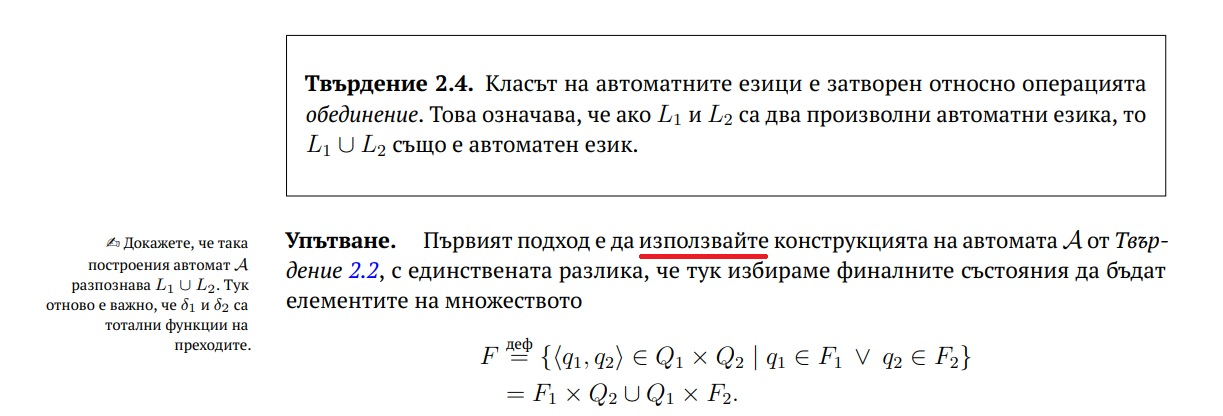 Твърдение 2.4. Класът на автоматните езици е затворен относно операцията
обединение. Това означава, че ако L₁ и L₂ са два произволни автоматни езика, то
L₁ ∪ L₂ също е автоматен език.
✍ Докажете, че така
построения автомат 𝒜
разпознава L₁ ∪ L₂. Тук
отново е важно, че δ₁ и δ₂ са
тотални функции на
преходите.
Упътване. Първият подход е да използвайте конструкцията на автомата 𝒜 от Твър-
дение 2.2, с единствената разлика, че тук избираме финалните състояния да бъдат
елементите на множеството
F деф= {⟨q₁, q₂⟩ ∈ Q₁ × Q₂ | q₁ ∈ F₁ ∨ q₂ ∈ F₂}
= F₁ × Q₂ ∪ Q₁ × F₂.